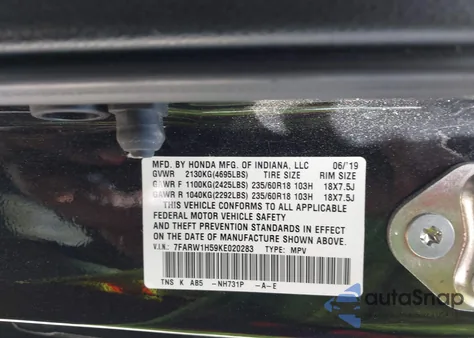 MFD. BY HONDA MFG. OF INDIANA, LLC 06/'19
GVWR 2130KG(4695LBS) TIRE SIZE RIM SIZE
GAWR F 1100KG(2425LBS) 235/60R18 103H 18X7.5J
GAWR R 1040KG(2292LBS) 235/60R18 103H 18X7.5J
THIS VEHICLE CONFORMS TO ALL APPLICABLE
FEDERAL MOTOR VEHICLE SAFETY
AND THEFT PREVENTION STANDARDS IN EFFECT
ON THE DATE OF MANUFACTURE SHOWN ABOVE.
V.I.N.: 7FARW1H59KE020283 TYPE: MPV
TNS K A85 -NH731P -A-E
autoSnap